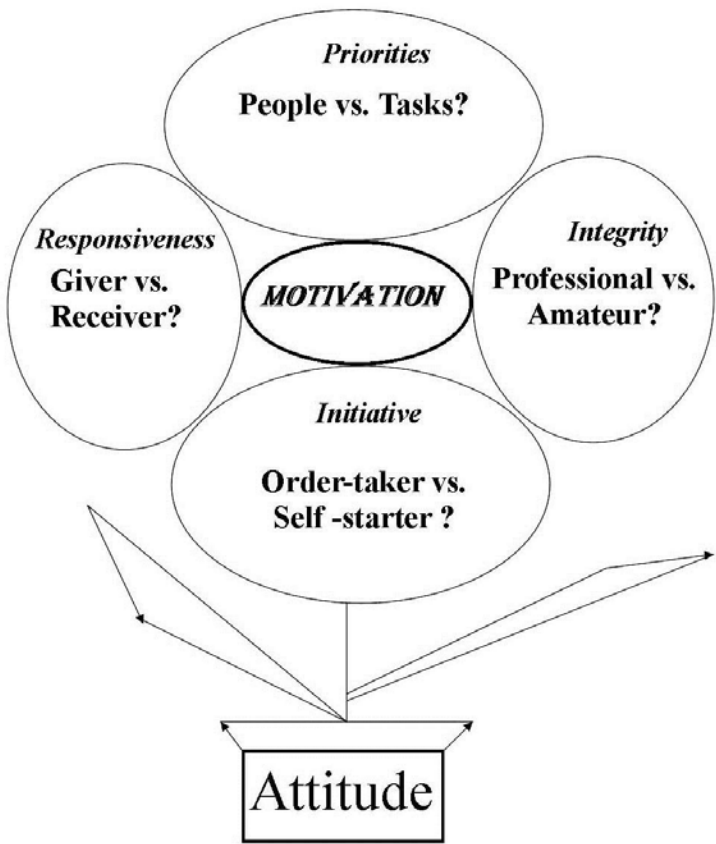 Priorities
People vs. Tasks?
Responsiveness
Giver vs.
Receiver?
MOTIVATION
Integrity
Professional vs.
Amateur?
Initiative
Order-taker vs.
Self -starter ?
Attitude